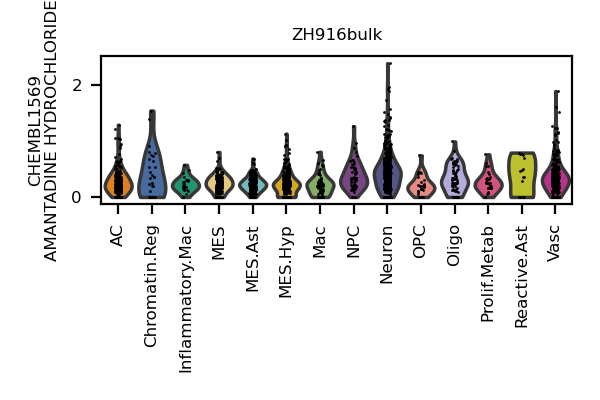 ZH916bulk
CHEMBL1569
AMANTADINE HYDROCHLORIDE
2
0
AC
Chromatin.Reg
Inflammatory.Mac
MES
MES.Ast
MES.Hyp
Mac
NPC
Neuron
OPC
Oligo
Prolif.Metab
Reactive.Ast
Vasc